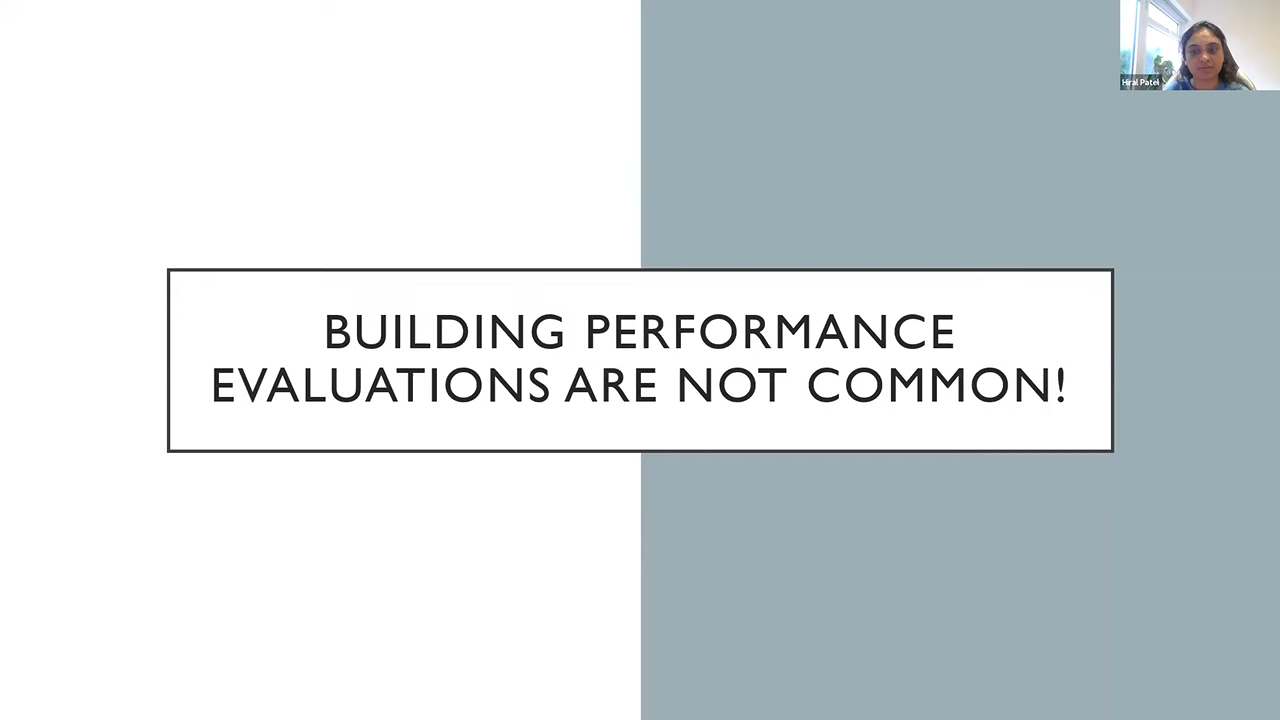 Hiral Patel
BUILDING PERFORMANCE
EVALUATIONS ARE NOT COMMON!